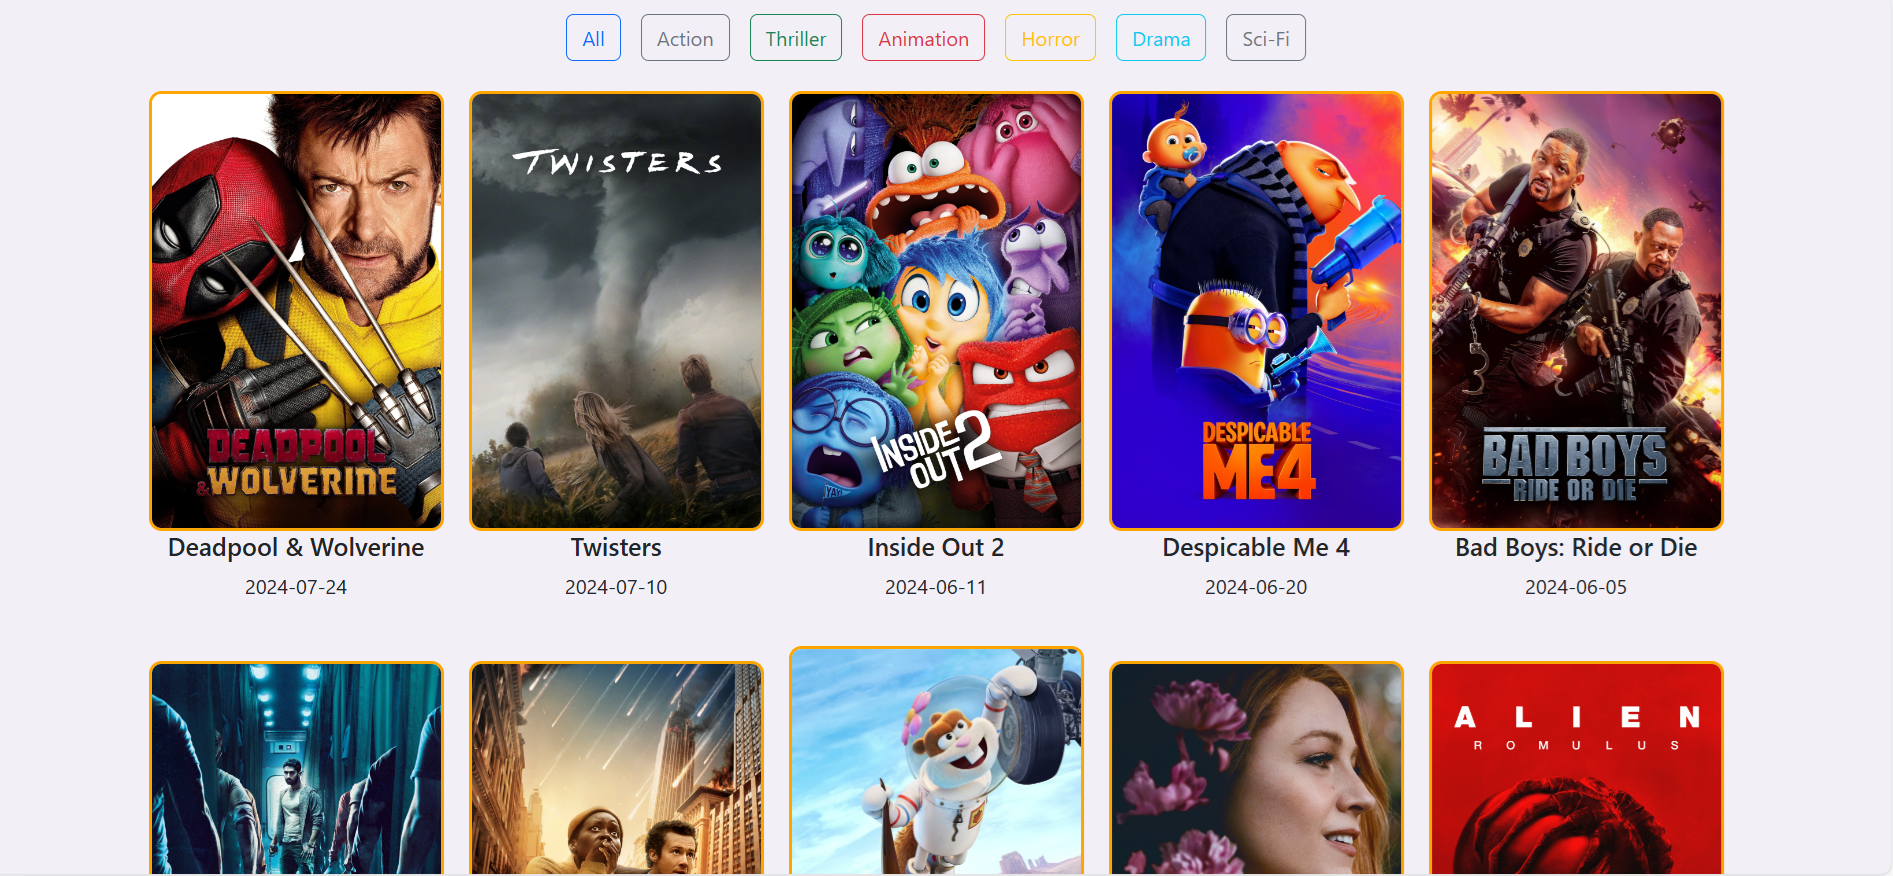 All
Action
Thriller
Animation
Horror
Drama
Sci-Fi
DEADPOOL
& WOLVERINE
TWISTERS
YAY!
INSIDE
OUT 2
DESPICABLE
ME 4
BAD BOYS
RIDE OR DIE
Deadpool & Wolverine
Twisters
Inside Out 2
Despicable Me 4
Bad Boys: Ride or Die
2024-07-24
2024-07-10
2024-06-11
2024-06-20
2024-06-05
ALIEN
ROMULUS